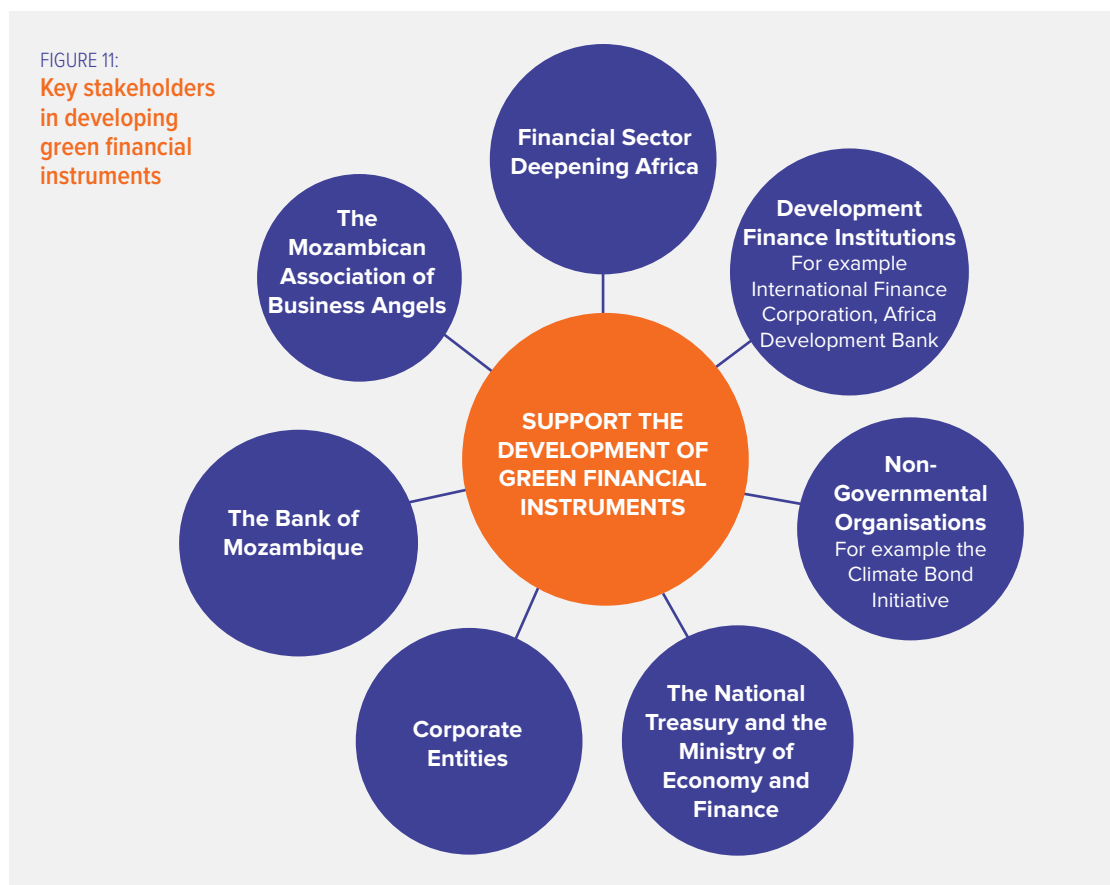 FIGURE 11:
Key stakeholders
in developing
green financial
instruments
Financial Sector
Deepening Africa
Development
Finance Institutions
For example
International Finance
Corporation, Africa
Development Bank
Non-
Governmental
Organisations
For example the
Climate Bond
Initiative
The National
Treasury and the
Ministry of
Economy and
Finance
Corporate
Entities
The Bank of
Mozambique
The
Mozambican
Association of
Business Angels
SUPPORT THE
DEVELOPMENT OF
GREEN FINANCIAL
INSTRUMENTS